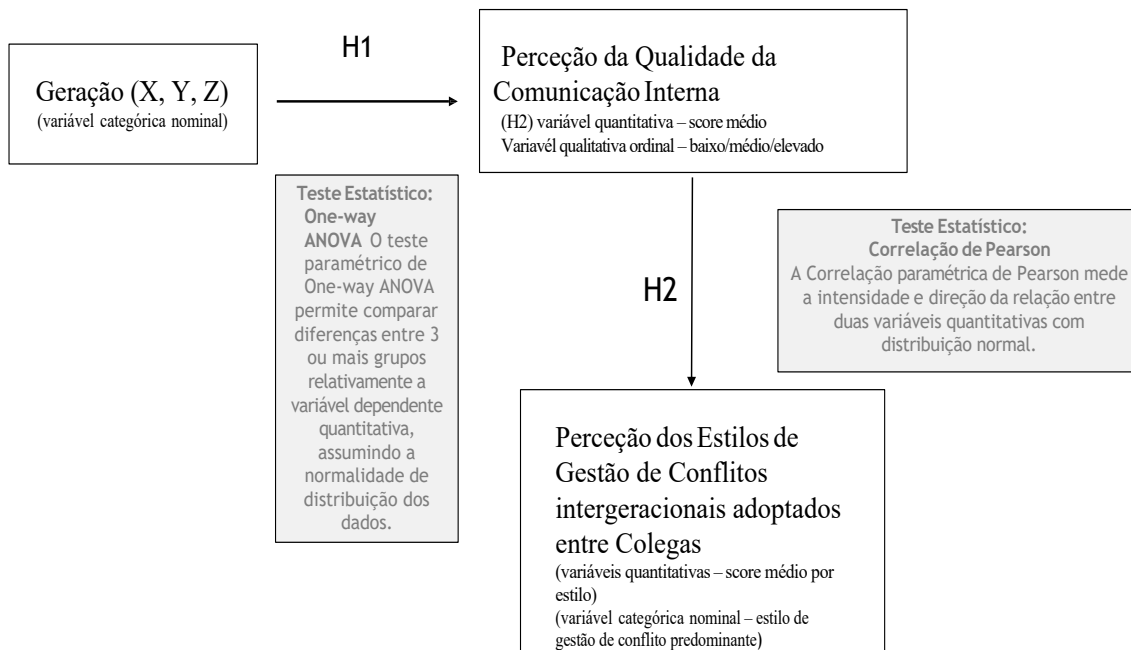 H1
Geração (X, Y, Z)
(variável categórica nominal)
Perceção da Qualidade da
Comunicação Interna
(H2) variável quantitativa – score médio
Variavél qualitativa ordinal – baixo/médio/elevado
Teste Estatístico:
One-way
ANOVA O teste
paramétrico de
One-way ANOVA
permite comparar
diferenças entre 3
ou mais grupos
relativamente a
variável dependente
quantitativa,
assumindo a
normalidade de
distribuição dos
dados.
H2
Teste Estatístico:
Correlação de Pearson
A Correlação paramétrica de Pearson mede
a intensidade e direção da relação entre
duas variáveis quantitativas com
distribuição normal.
Perceção dos Estilos de
Gestão de Conflitos
intergeracionais adoptados
entre Colegas
(variáveis quantitativas – score médio por
estilo)
(variável categórica nominal – estilo de
gestão de conflito predominante)